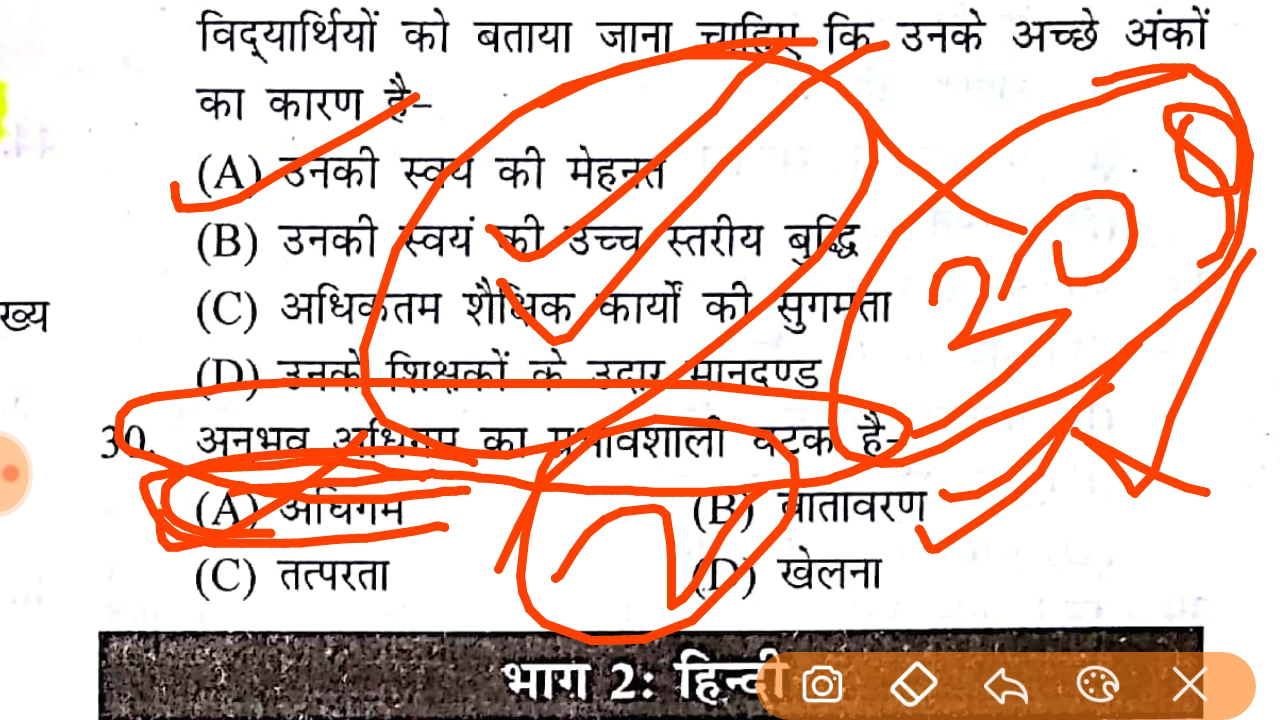 विद्यार्थियों को बताया जाना चाहिए कि उनके अच्छे अंकों
का कारण है–
(A) उनकी स्वयं की मेहनत
(B) उनकी स्वयं की उच्च स्तरीय बुद्धि
(C) अधिकतम शैक्षिक कार्यों की सुगमता
ख्य
(D) उनके शिक्षकों के उदार मानदण्ड
30. अनुभव अधिगम का प्रभावशाली घटक है–
(A) अधिगम (B) वातावरण
(C) तत्परता (D) खेलना
भाग 2: हिन्दी
20